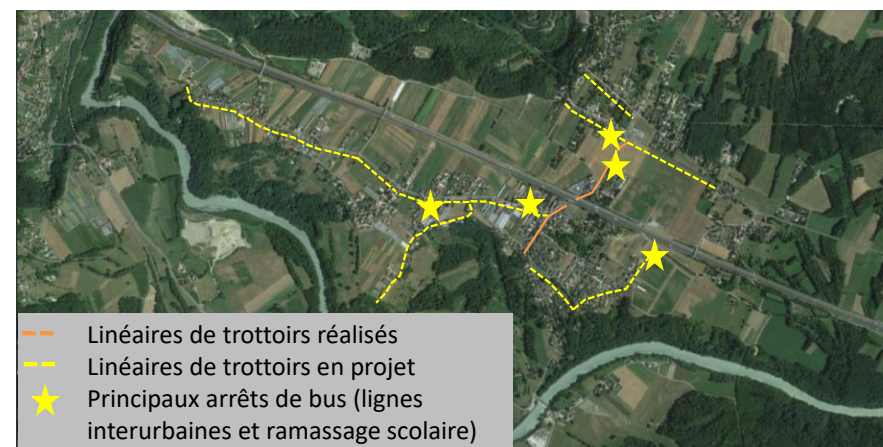 Linéaires de trottoirs réalisés
Linéaires de trottoirs en projet
Principaux arrêts de bus (lignes
interurbaines et ramassage scolaire)